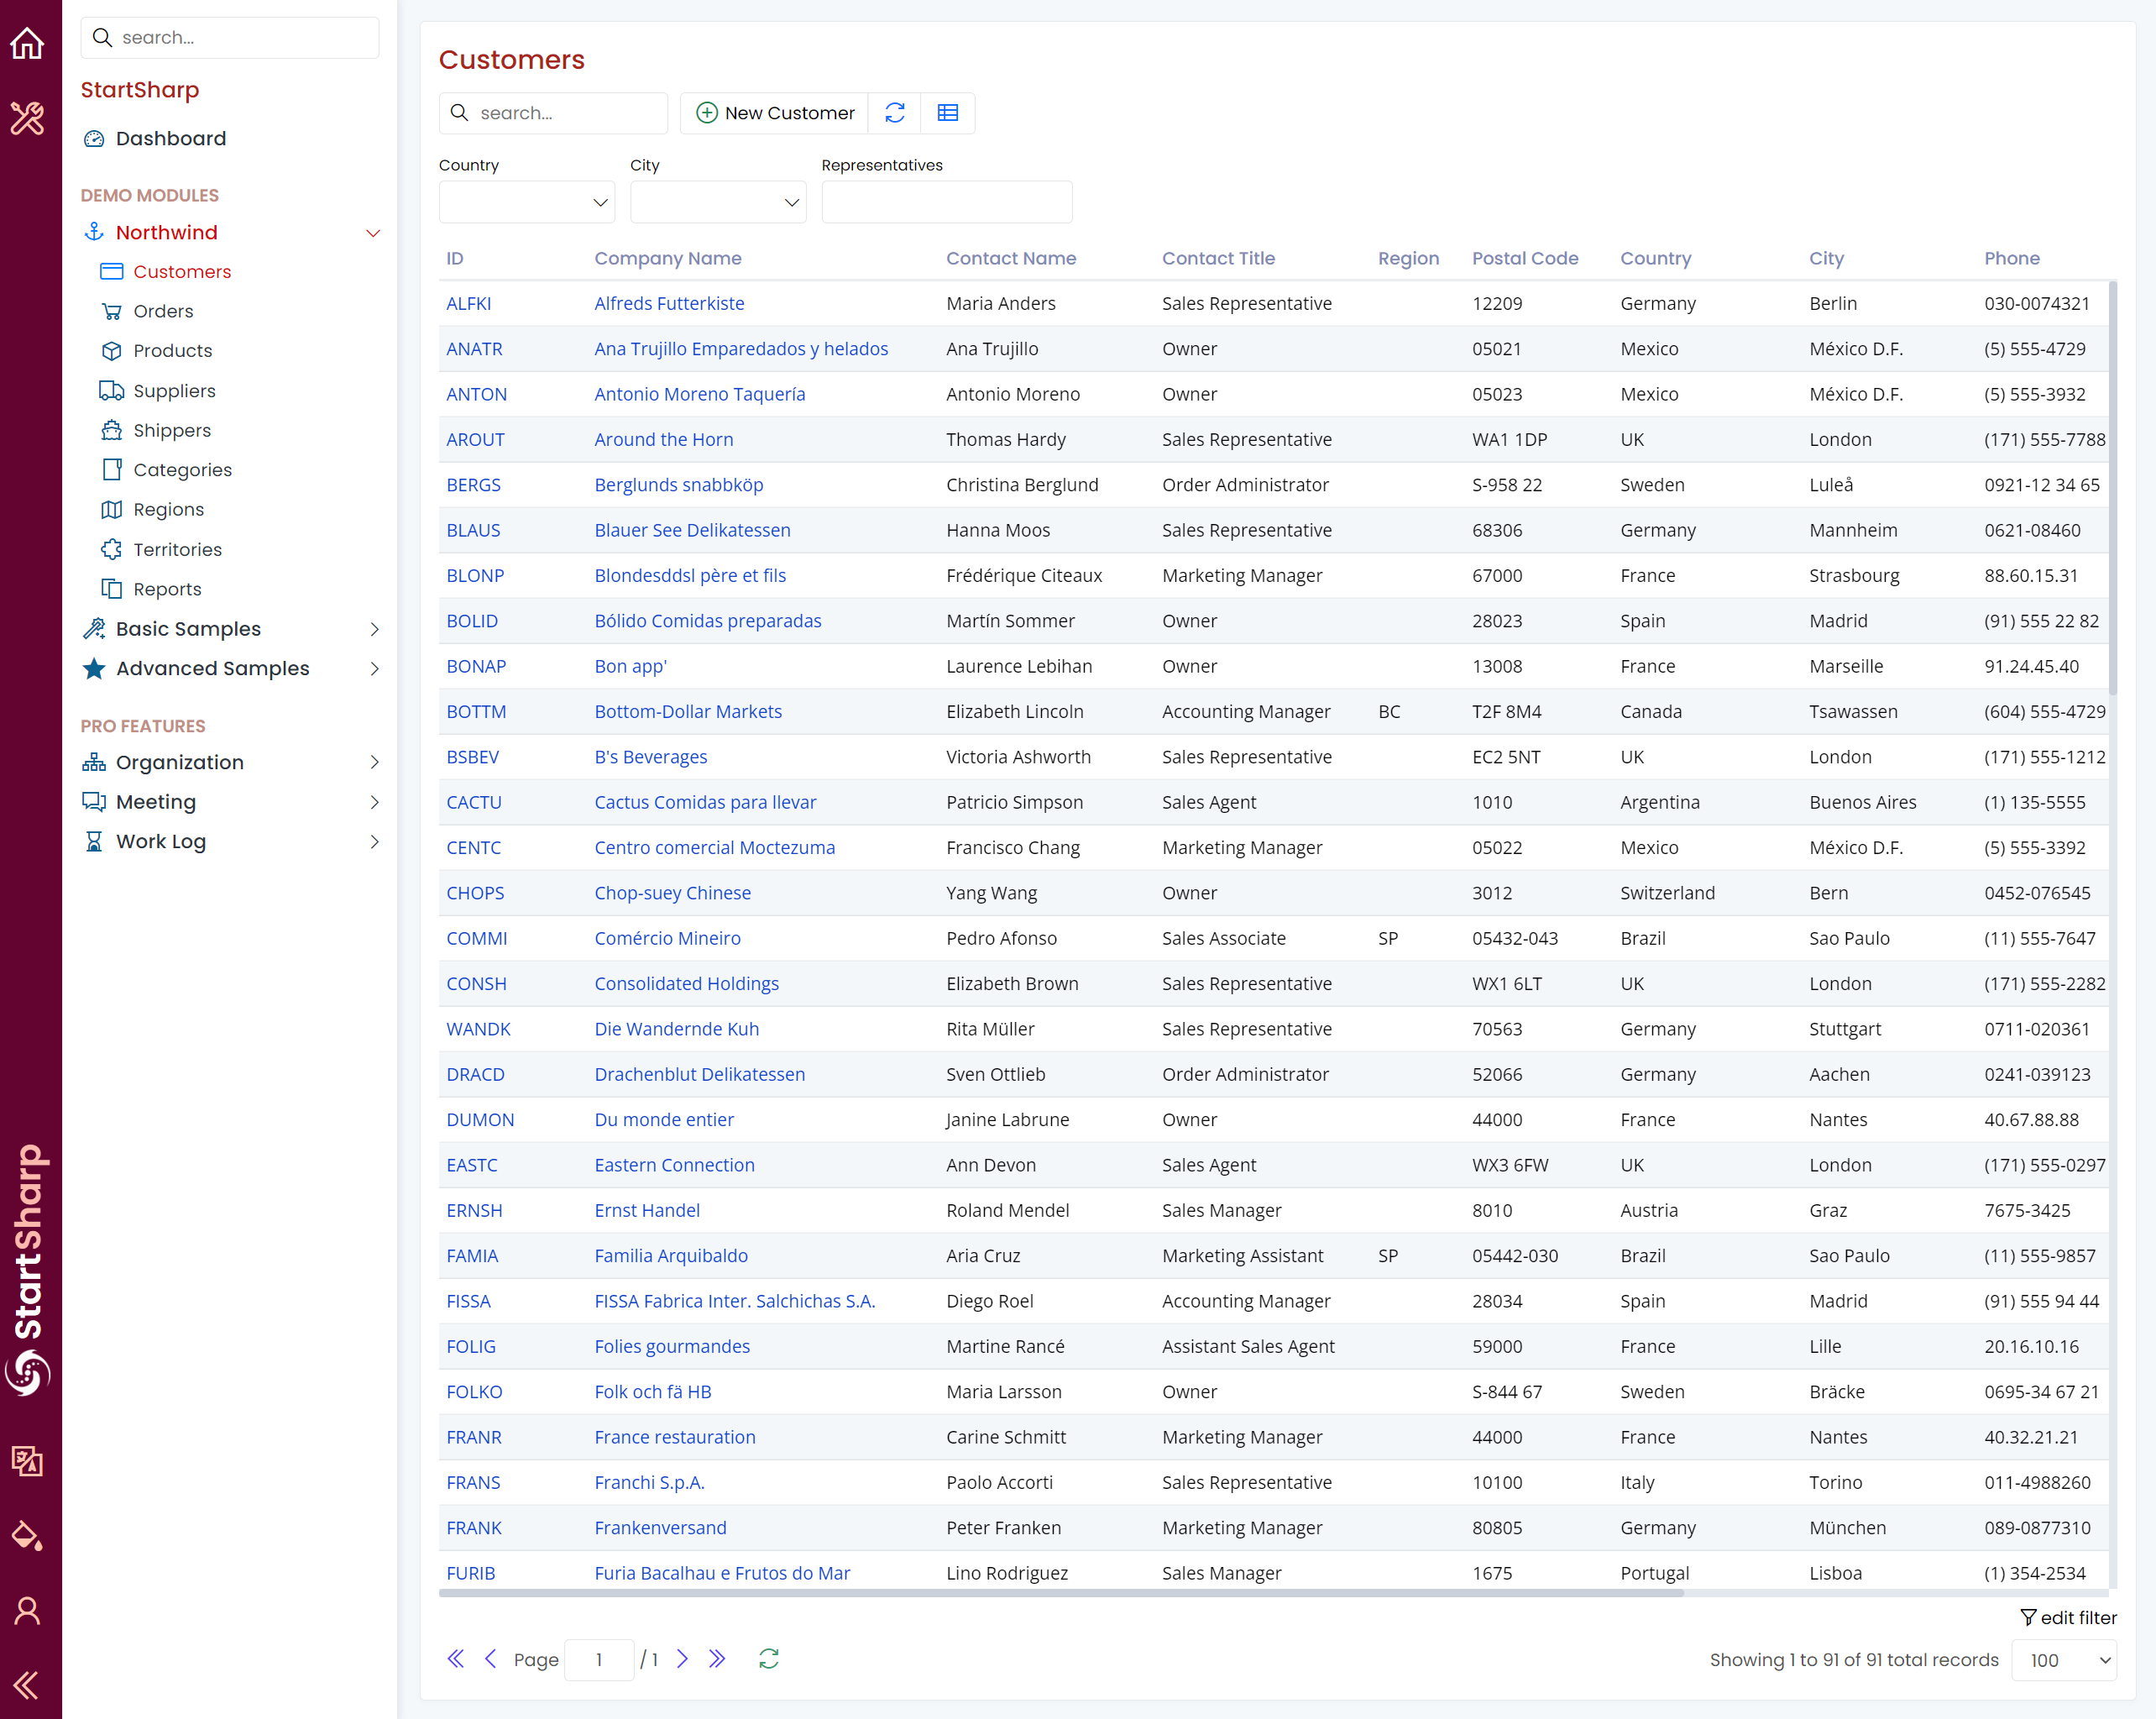 search...
StartSharp
Dashboard
DEMO MODULES
Northwind
Customers
Orders
Products
Suppliers
Shippers
Categories
Regions
Territories
Reports
Basic Samples
Advanced Samples
PRO FEATURES
Organization
Meeting
Work Log
StartSharp
Customers
search... New Customer
Country City Representatives
ID Company Name Contact Name Contact Title Region Postal Code Country City Phone
ALFKI Alfreds Futterkiste Maria Anders Sales Representative 12209 Germany Berlin 030-0074321
ANATR Ana Trujillo Emparedados y helados Ana Trujillo Owner 05021 Mexico México D.F. (5) 555-4729
ANTON Antonio Moreno Taquería Antonio Moreno Owner 05023 Mexico México D.F. (5) 555-3932
AROUT Around the Horn Thomas Hardy Sales Representative WA1 1DP UK London (171) 555-7788
BERGS Berglunds snabbköp Christina Berglund Order Administrator S-958 22 Sweden Luleå 0921-12 34 65
BLAUS Blauer See Delikatessen Hanna Moos Sales Representative 68306 Germany Mannheim 0621-08460
BLONP Blondesddsl père et fils Frédérique Citeaux Marketing Manager 67000 France Strasbourg 88.60.15.31
BOLID Bólido Comidas preparadas Martín Sommer Owner 28023 Spain Madrid (91) 555 22 82
BONAP Bon app' Laurence Lebihan Owner 13008 France Marseille 91.24.45.40
BOTTM Bottom-Dollar Markets Elizabeth Lincoln Accounting Manager BC T2F 8M4 Canada Tsawassen (604) 555-4729
BSBEV B's Beverages Victoria Ashworth Sales Representative EC2 5NT UK London (171) 555-1212
CACTU Cactus Comidas para llevar Patricio Simpson Sales Agent 1010 Argentina Buenos Aires (1) 135-5555
CENTC Centro comercial Moctezuma Francisco Chang Marketing Manager 05022 Mexico México D.F. (5) 555-3392
CHOPS Chop-suey Chinese Yang Wang Owner 3012 Switzerland Bern 0452-076545
COMMI Comércio Mineiro Pedro Afonso Sales Associate SP 05432-043 Brazil Sao Paulo (11) 555-7647
CONSH Consolidated Holdings Elizabeth Brown Sales Representative WX1 6LT UK London (171) 555-2282
WANDK Die Wandernde Kuh Rita Müller Sales Representative 70563 Germany Stuttgart 0711-020361
DRACD Drachenblut Delikatessen Sven Ottlieb Order Administrator 52066 Germany Aachen 0241-039123
DUMON Du monde entier Janine Labrune Owner 44000 France Nantes 40.67.88.88
EASTC Eastern Connection Ann Devon Sales Agent WX3 6FW UK London (171) 555-0297
ERNSH Ernst Handel Roland Mendel Sales Manager 8010 Austria Graz 7675-3425
FAMIA Familia Arquibaldo Aria Cruz Marketing Assistant SP 05442-030 Brazil Sao Paulo (11) 555-9857
FISSA FISSA Fabrica Inter. Salchichas S.A. Diego Roel Accounting Manager 28034 Spain Madrid (91) 555 94 44
FOLIG Folies gourmandes Martine Rancé Assistant Sales Agent 59000 France Lille 20.16.10.16
FOLKO Folk och fä HB Maria Larsson Owner S-844 67 Sweden Bräcke 0695-34 67 21
FRANR France restauration Carine Schmitt Marketing Manager 44000 France Nantes 40.32.21.21
FRANS Franchi S.p.A. Paolo Accorti Sales Representative 10100 Italy Torino 011-4988260
FRANK Frankenversand Peter Franken Marketing Manager 80805 Germany München 089-0877310
FURIB Furia Bacalhau e Frutos do Mar Lino Rodriguez Sales Manager 1675 Portugal Lisboa (1) 354-2534
edit filter
Page 1 / 1 Showing 1 to 91 of 91 total records 100